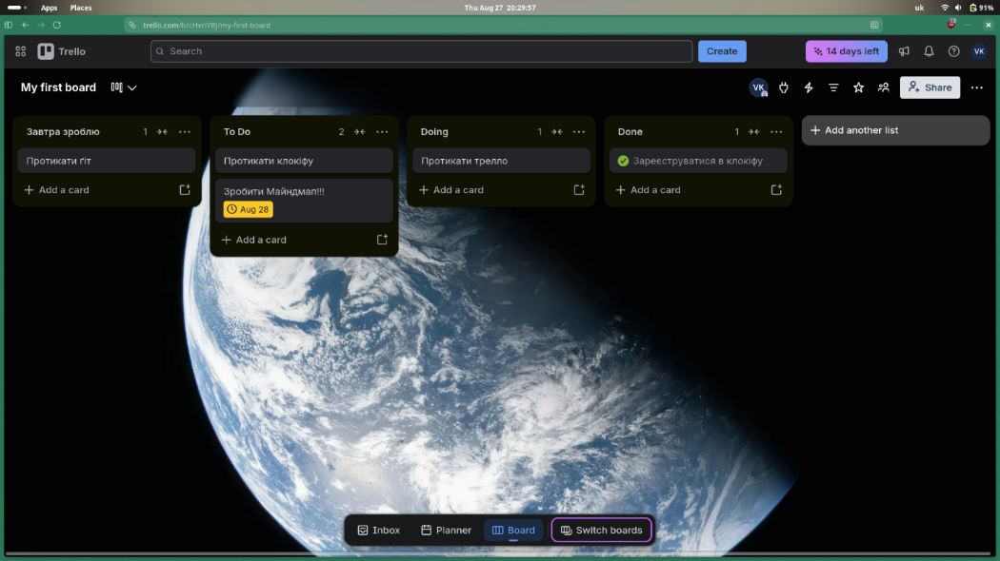 Apps Places
Thu Aug 27 20:29:57
uk 91%
trello.com/b/cHvriYRJ/my-first-board
19
Trello
Search
Create
14 days left
VK
My first board
VK
Share
Завтра зроблю 1
Протикати ґіт
Add a card
To Do 2
Протикати клокіфу
Зробити Майндмап!!!
Aug 28
Add a card
Doing 1
Протикати трелло
Add a card
Done 1
Зареєструватися в клокіфу
Add a card
Add another list
Inbox
Planner
Board
Switch boards